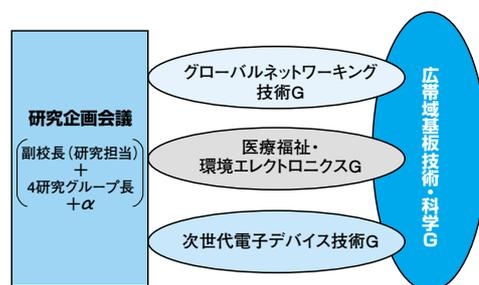 研究企画会議
副校長（研究担当）
＋
4研究グループ長
＋α
グローバルネットワーキング
技術G
医療福祉・
環境エレクトロニクスG
次世代電子デバイス技術G
広帯域基板技術・科学G